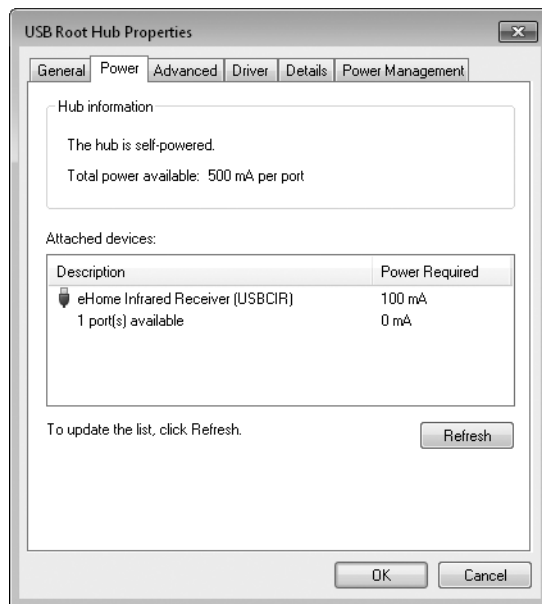 USB Root Hub Properties
General Power Advanced Driver Details Power Management
Hub information
The hub is self-powered.
Total power available: 500 mA per port
Attached devices:
Description Power Required
eHome Infrared Receiver (USBCIR) 100 mA
1 port(s) available 0 mA
To update the list, click Refresh.
Refresh
OK Cancel